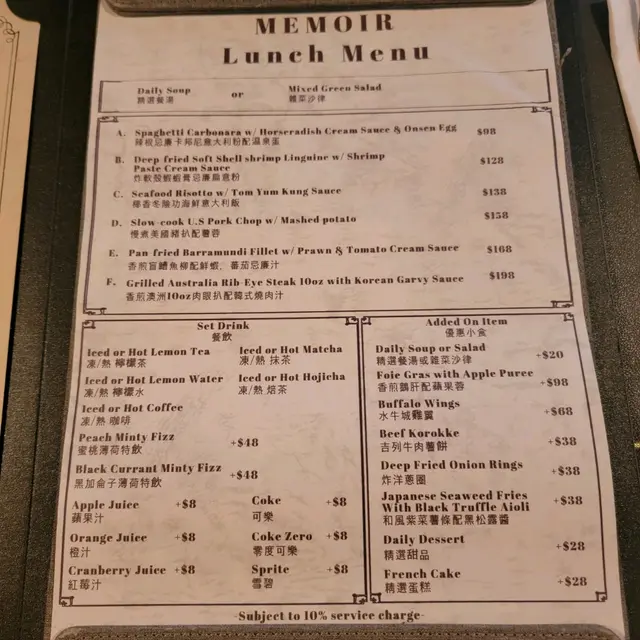 MEMOIR
Lunch Menu
Daily Soup
精選餐湯
or
Mixed Green Salad
雜菜沙律
A. Spaghetti Carbonara w/ Horseradish Cream Sauce & Onsen Egg $98
辣根忌廉卡邦尼意大利粉配溫泉蛋
B. Deep-fried Soft Shell shrimp Linguine w/ Shrimp
Paste Cream Sauce $128
炸軟殼蝦蝦膏忌廉扁意粉
C. Seafood Risotto w/ Tom Yum Kung Sauce $138
椰香冬陰功海鮮意大利飯
D. Slow-cook U.S Pork Chop w/ Mashed potato $158
慢煮美國豬扒配薯蓉
E. Pan-fried Barramundi Fillet w/ Prawn & Tomato Cream Sauce $168
香煎盲鰽魚柳配鮮蝦、蕃茄忌廉汁
F. Grilled Australia Rib-Eye Steak 10oz with Korean Garvy Sauce $198
香煎澳洲10oz肉眼扒配韓式燒肉汁
Set Drink
餐飲
Iced or Hot Lemon Tea
凍/熱 檸檬茶
Iced or Hot Matcha
凍/熱 抹茶
Iced or Hot Lemon Water
凍/熱 檸檬水
Iced or Hot Hojicha
凍/熱 焙茶
Iced or Hot Coffee
凍/熱 咖啡
Peach Minty Fizz +$48
蜜桃薄荷特飲
Black Currant Minty Fizz +$48
黑加侖子薄荷特飲
Apple Juice +$8
蘋果汁
Coke +$8
可樂
Orange Juice +$8
橙汁
Coke Zero +$8
零度可樂
Cranberry Juice +$8
紅莓汁
Sprite +$8
雪碧
Added On Item
優惠小食
Daily Soup or Salad +$20
精選餐湯或雜菜沙律
Foie Gras with Apple Puree +$98
香煎鵝肝配蘋果蓉
Buffalo Wings +$68
水牛城雞翼
Beef Korokke +$38
吉列牛肉薯餅
Deep Fried Onion Rings +$38
炸洋蔥圈
Japanese Seaweed Fries +$38
With Black Truffle Aioli
和風紫菜薯條配黑松露醬
Daily Dessert +$28
精選甜品
French Cake +$28
精選蛋糕
-Subject to 10% service charge-